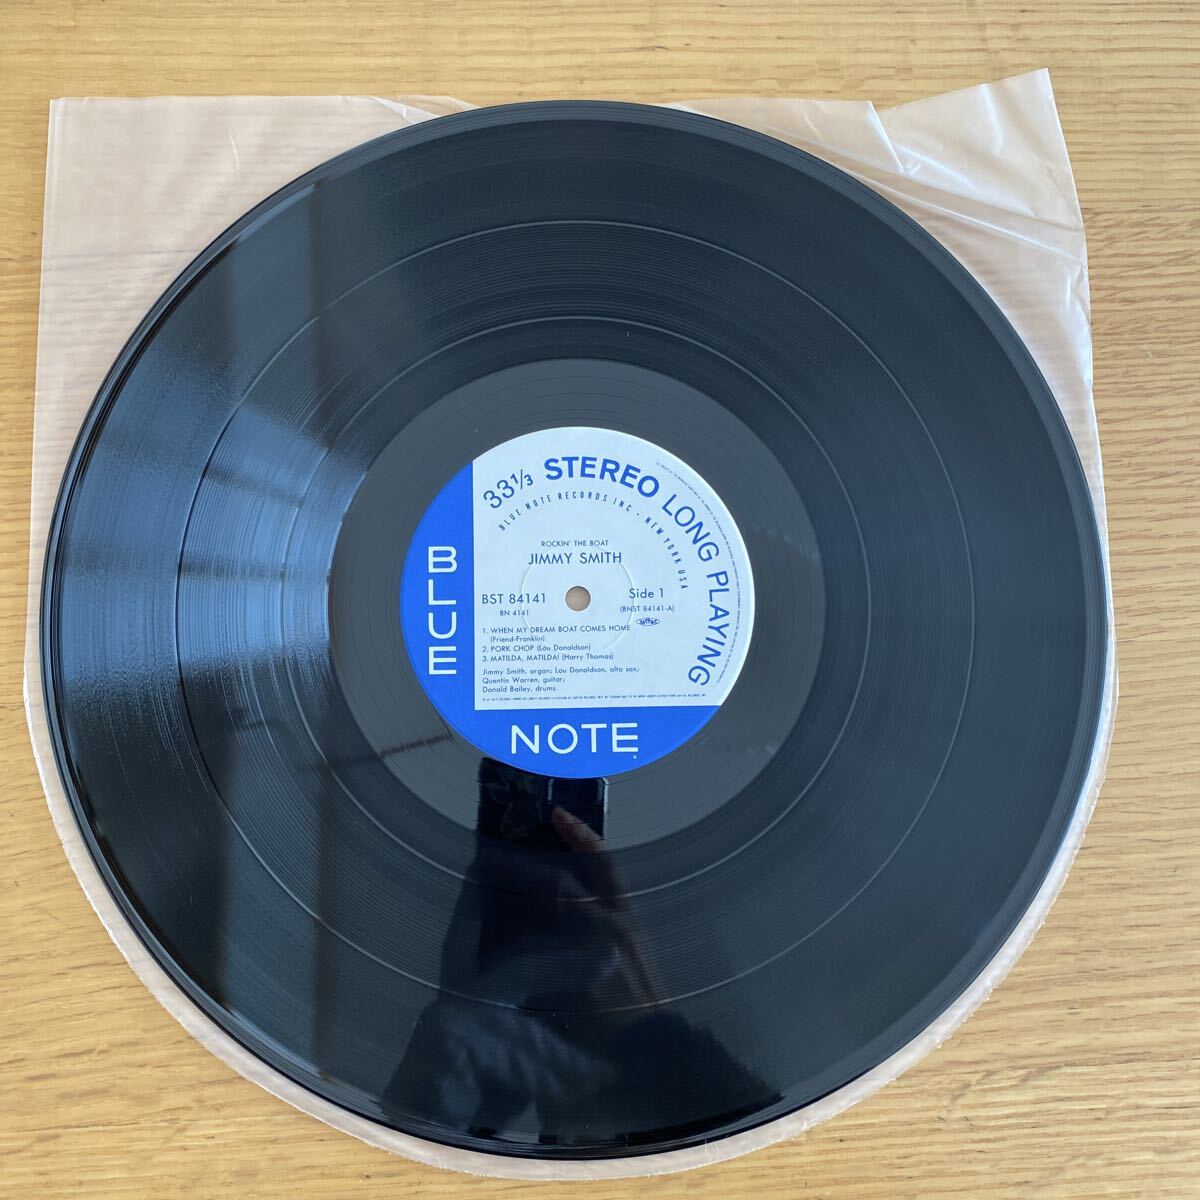 33 1/3 STEREO LONG PLAYING
BLUE NOTE RECORDS INC · NEW YORK USA
ROCKIN' THE BOAT
JIMMY SMITH
BST 84141
BN 4141
Side 1
(BNST 84141-A)
1. WHEN MY DREAM BOAT COMES HOME
(Friend-Franklin)
2. PORK CHOP (Lou Donaldson)
3. MATILDA, MATILDA! (Harry Thomas)
Jimmy Smith, organ; Lou Donaldson, alto sax;
Quentin Warren, guitar;
Donald Bailey, drums.
BLUE
NOTE